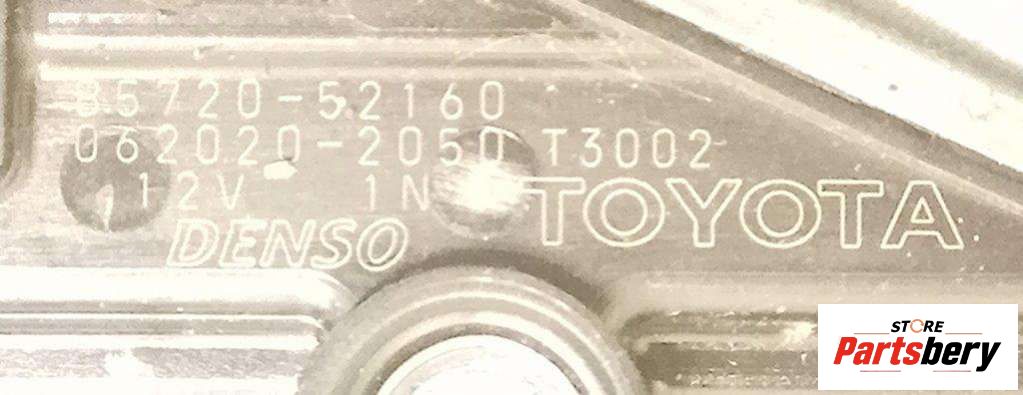 85720-52160
062020-2050 T3002
12V 1N
DENSO TOYOTA
STORE
Partsbery